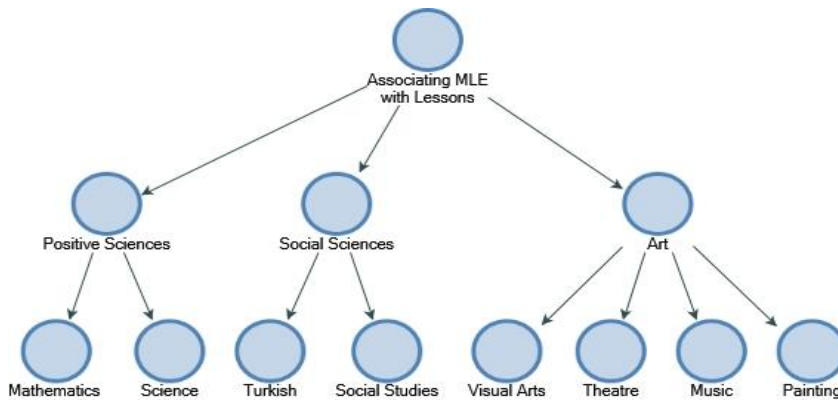 Associating MLE
with Lessons
Positive Sciences
Social Sciences
Art
Mathematics
Science
Turkish
Social Studies
Visual Arts
Theatre
Music
Painting